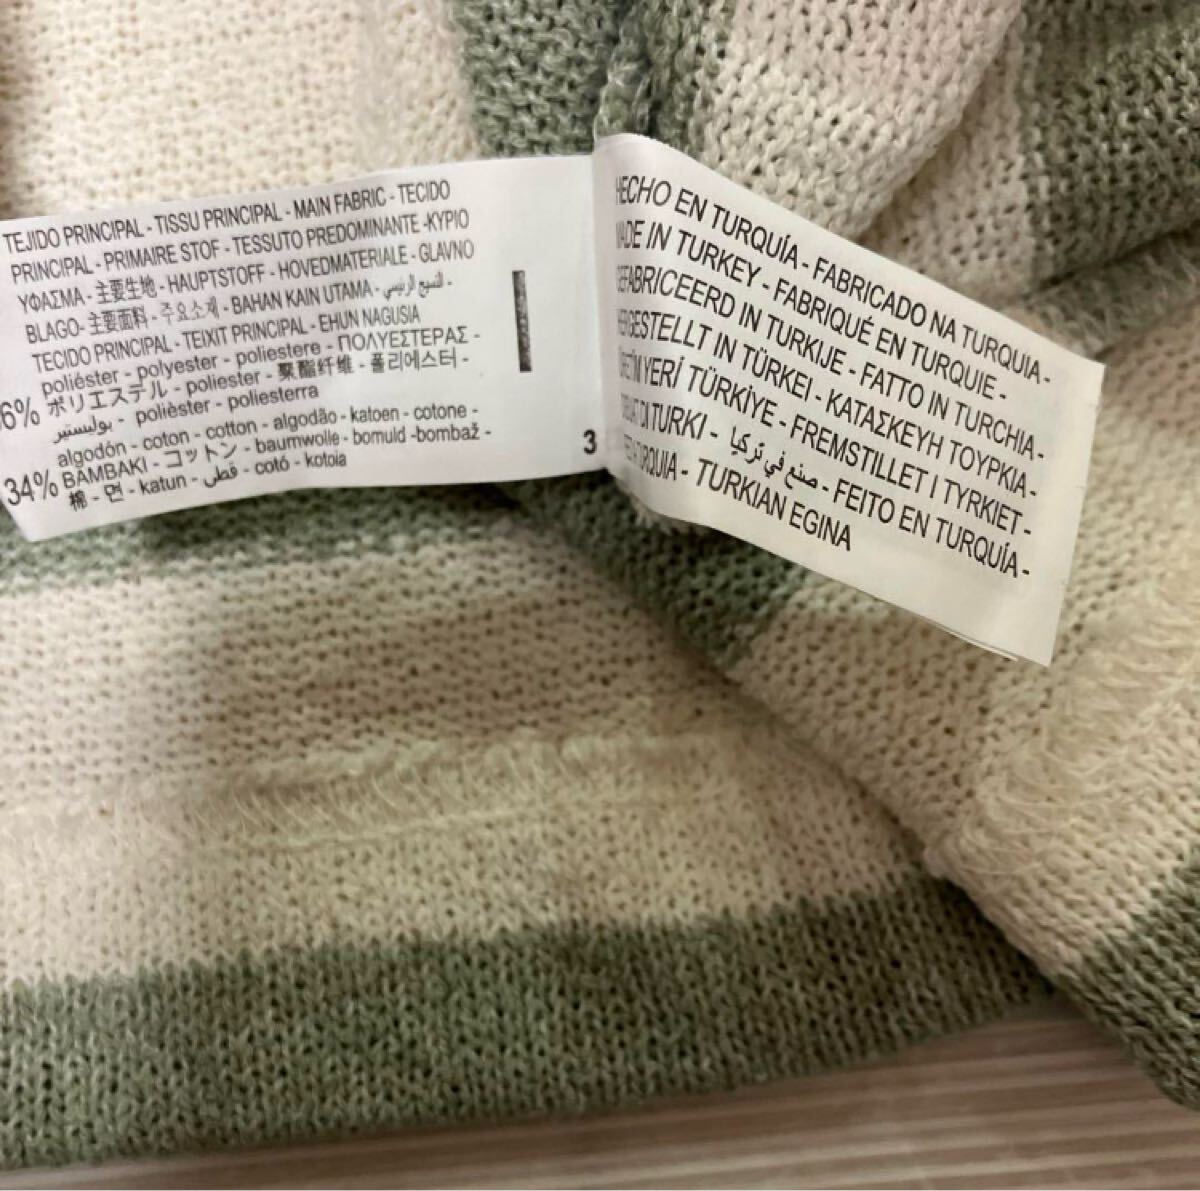 TEJIDO PRINCIPAL - TISSU PRINCIPAL - MAIN FABRIC - TECIDO
PRINCIPAL - PRIMAIRE STOF - TESSUTO PREDOMINANTE -ΚΥΡΙΟ
ΥΦΑΣΜΑ - 主要生地 - HAUPTSTOFF - HOVEDMATERIALE - GLAVNO
BLAGO- 主要面料 - 주요소재 - BAHAN KAIN UTAMA - النسيج الرئيسي -
TECIDO PRINCIPAL - TEIXIT PRINCIPAL - EHUN NAGUSIA
poliéster - polyester - poliestere - ΠΟΛΥΕΣΤΕΡΑΣ -
6% ポリエステル - poliester - 聚酯纤维 - 폴리에스터 -
بوليستير - polièster - poliesterra
algodón - coton - cotton - algodão - katoen - cotone -
34% BAMBAKI - コットン - baumwolle - bomuld -bombaž -
棉 - 면 - katun - قطن - cotó - kotoia
3
HECHO EN TURQUÍA - FABRICADO NA TURQUIA -
MADE IN TURKEY - FABRIQUÉ EN TURQUIE -
GEFABRICEERD IN TURKIJE - FATTO IN TURCHIA -
HERGESTELLT IN TÜRKEI - ΚΑΤΑΣΚΕΥΗ ΤΟΥΡΚΙΑ -
ÜRETİM YERİ TÜRKİYE - FREMSTILLET I TYRKIET -
DI TURKI - صنع في تركيا - FEITO EN TURQUÍA -
TURQUIA - TURKIAN EGINA